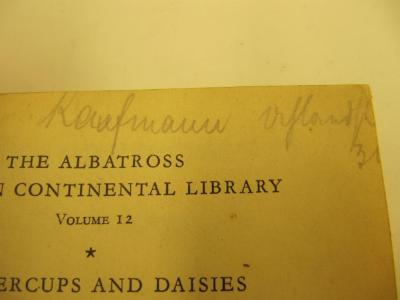 Kaufmann
THE ALBATROSS
N CONTINENTAL LIBRARY
VOLUME 12
*
ERCUPS AND DAISIES